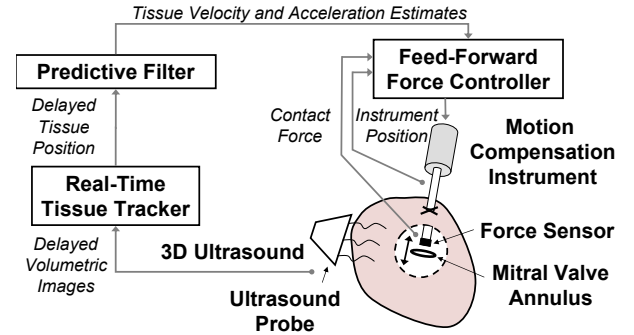 Tissue Velocity and Acceleration Estimates
Predictive Filter
Feed-Forward
Force Controller
Delayed
Tissue
Position
Contact
Force
Instrument
Position
Motion
Compensation
Instrument
Real-Time
Tissue Tracker
Delayed
Volumetric
Images
3D Ultrasound
Ultrasound
Probe
Force Sensor
Mitral Valve
Annulus